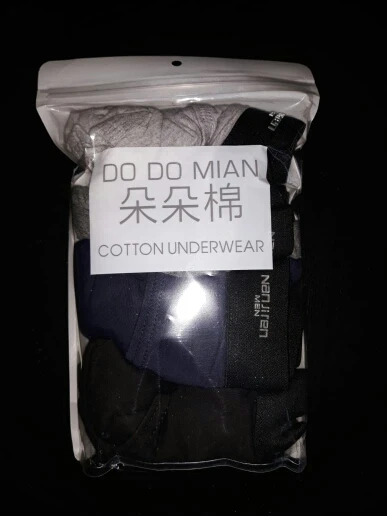 DO DO MIAN
朵朵棉
COTTON UNDERWEAR
Nanjiren
MEN